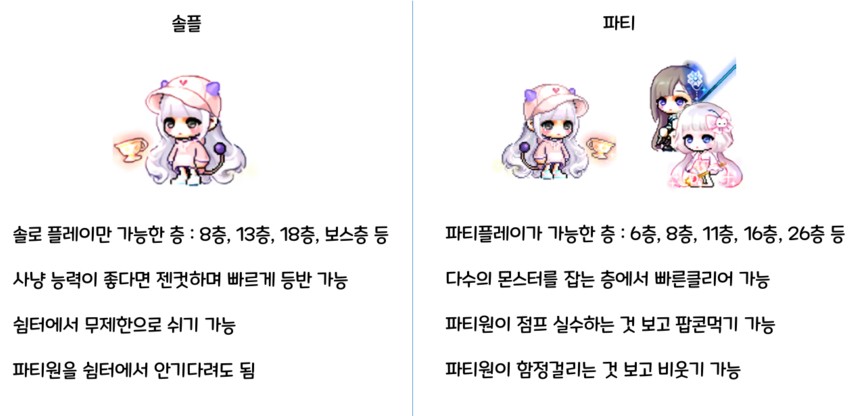 솔플
솔로 플레이만 가능한 층 : 8층, 13층, 18층, 보스층 등
사냥 능력이 좋다면 젠컷하며 빠르게 등반 가능
쉼터에서 무제한으로 쉬기 가능
파티원을 쉼터에서 안기다려도 됨
파티
파티플레이가 가능한 층 : 6층, 8층, 11층, 16층, 26층 등
다수의 몬스터를 잡는 층에서 빠른클리어 가능
파티원이 점프 실수하는 것 보고 팝콘먹기 가능
파티원이 함정걸리는 것 보고 비웃기 가능